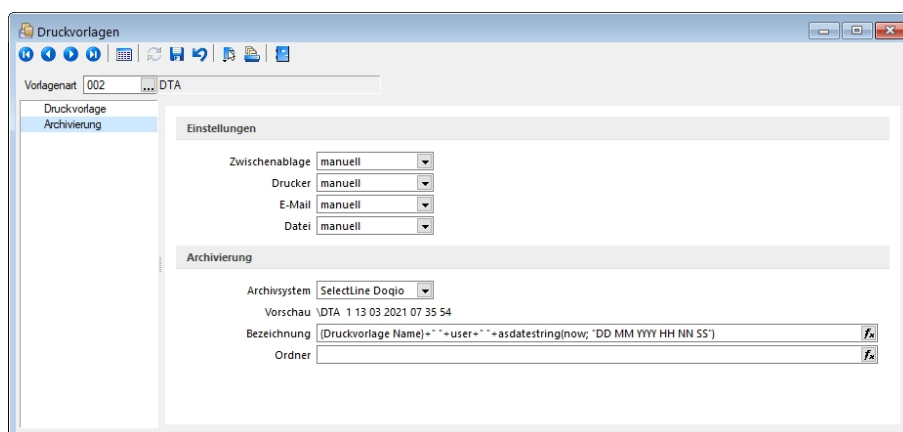 Druckvorlagen
Vorlagenart 002 ... DTA
Druckvorlage
Archivierung
Einstellungen
Zwischenablage manuell
Drucker manuell
E-Mail manuell
Datei manuell
Archivierung
Archivsystem SelectLine Doqio
Vorschau \DTA 1 13 03 2021 07 35 54
Bezeichnung {Druckvorlage Name}+" "+user+" "+asdatestring(now; "DD MM YYYY HH NN SS") fx
Ordner fx